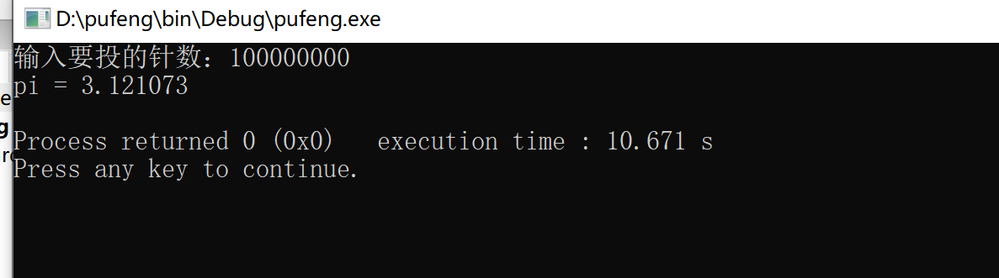 D:\pufeng\bin\Debug\pufeng.exe
输入要投的针数：100000000
pi = 3.121073
Process returned 0 (0x0)   execution time : 10.671 s
Press any key to continue.